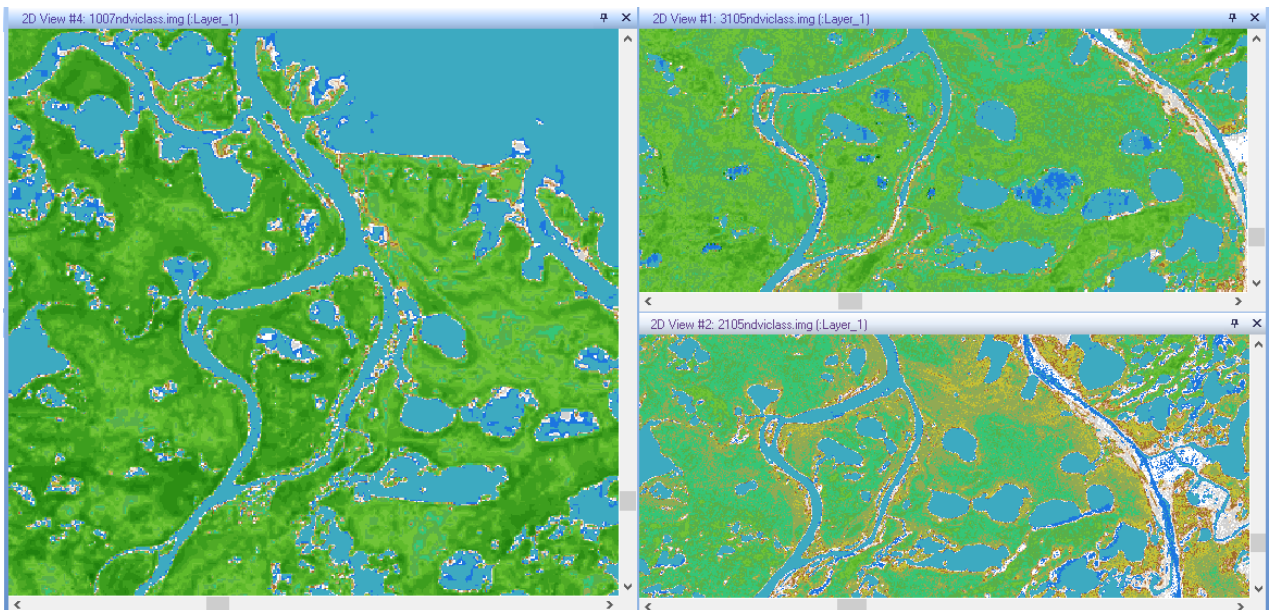 2D View #4: 1007ndviclass.img (:Layer_1)
2D View #1: 3105ndviclass.img (:Layer_1)
2D View #2: 2105ndviclass.img (:Layer_1)